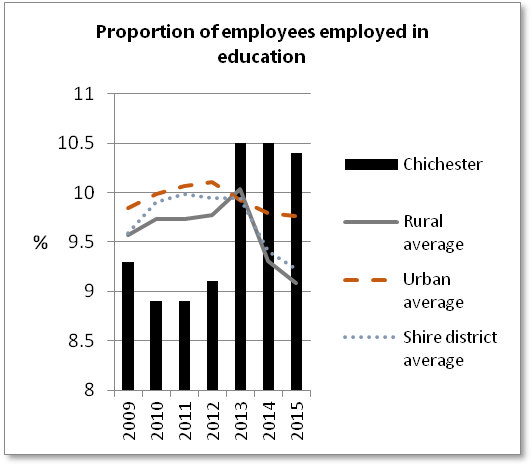 Proportion of employees employed in
education
11
10.5
10
9.5
9
8.5
8
%
2009
2010
2011
2012
2013
2014
2015
Chichester
Rural
average
Urban
average
Shire district
average